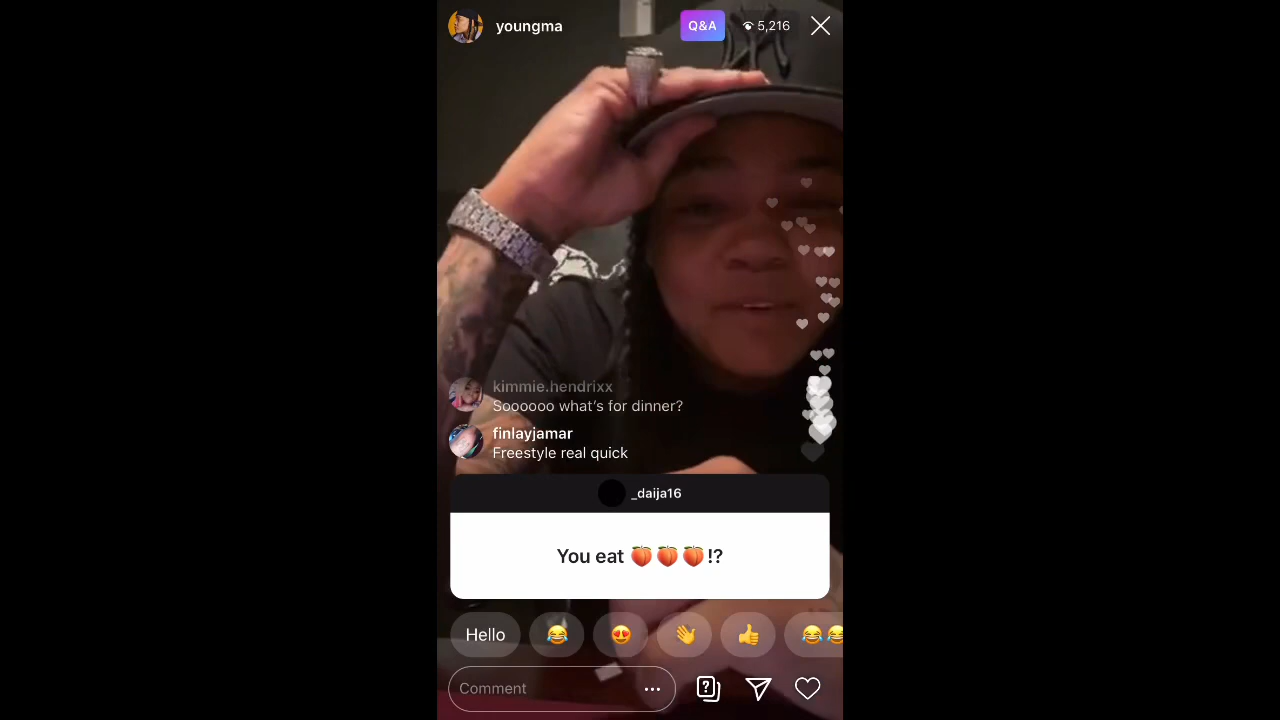 youngma
Q&A
5,216
kimmie.hendrixx
Soooooo what's for dinner?
finlayjamar
Freestyle real quick
_daija16
You eat 🍑🍑🍑!?
Hello 😂 😍 👋 👍 😂😂
Comment